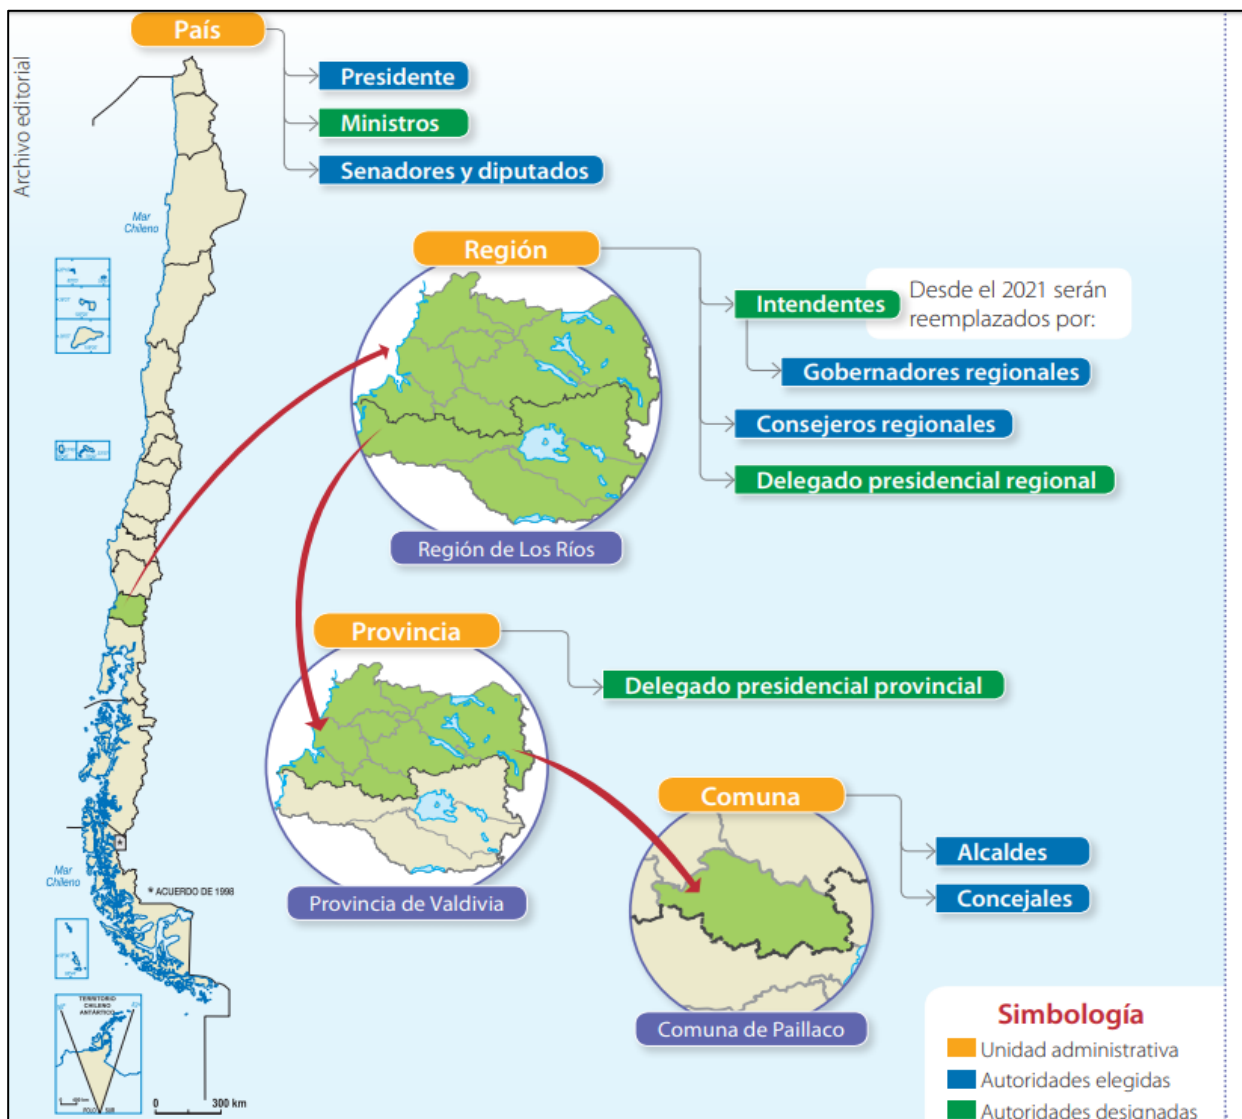 Archivo editorial
País
Presidente
Ministros
Senadores y diputados
Mar
Chileno
Región
Intendentes
Desde el 2021 serán
reemplazados por:
Gobernadores regionales
Consejeros regionales
Delegado presidencial regional
Región de Los Ríos
Provincia
Delegado presidencial provincial
Provincia de Valdivia
Comuna
Alcaldes
Concejales
Comuna de Paillaco
Mar
Chileno
* ACUERDO DE 1998
TERRITORIO
CHILENO
ANTÁRTICO
POLO SUR
0 300 km
Simbología
Unidad administrativa
Autoridades elegidas
Autoridades designadas